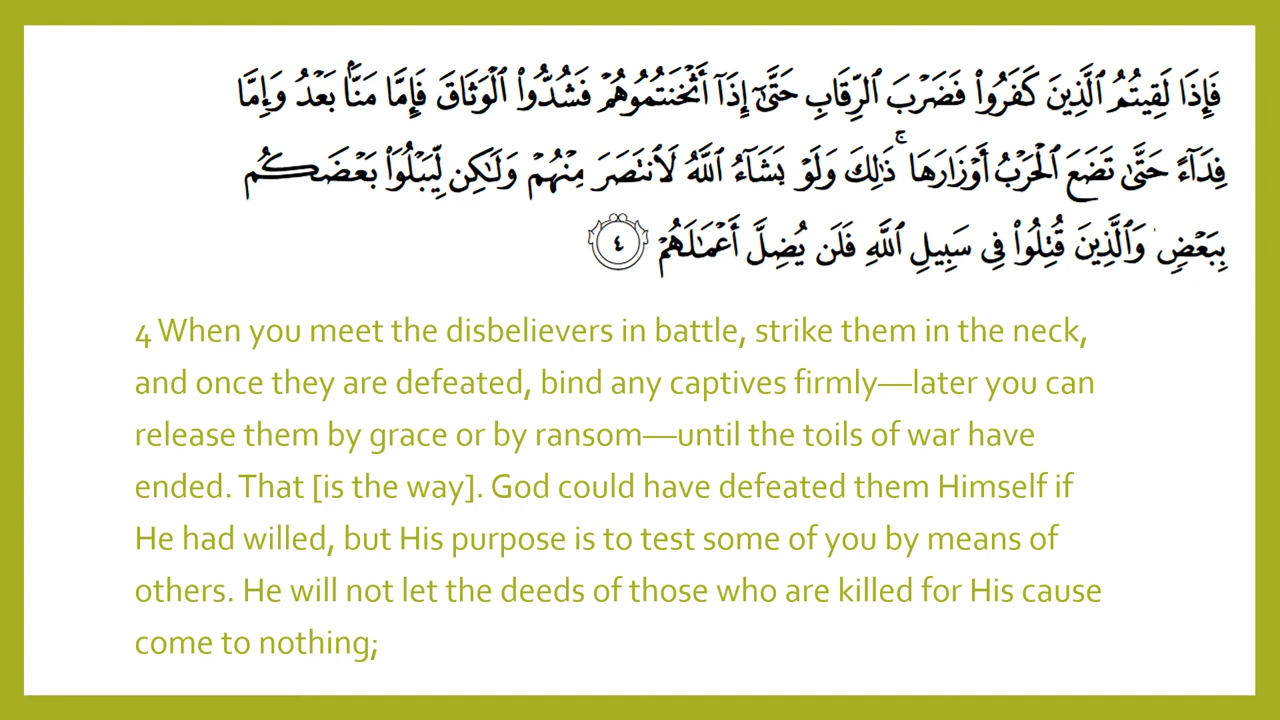 فَإِذَا لَقِيتُمُ ٱلَّذِينَ كَفَرُوا۟ فَضَرْبَ ٱلرِّقَابِ حَتَّىٰٓ إِذَآ أَثْخَنتُمُوهُمْ فَشُدُّوا۟ ٱلْوَثَاقَ فَإِمَّا مَنًّۢا بَعْدُ وَإِمَّا
فِدَآءً حَتَّىٰ تَضَعَ ٱلْحَرْبُ أَوْزَارَهَا ۚ ذَٰلِكَ وَلَوْ يَشَآءُ ٱللَّهُ لَٱنتَصَرَ مِنْهُمْ وَلَٰكِن لِّيَبْلُوَا۟ بَعْضَكُم
بِبَعْضٍ ۗ وَٱلَّذِينَ قُتِلُوا۟ فِى سَبِيلِ ٱللَّهِ فَلَن يُضِلَّ أَعْمَٰلَهُمْ ٤
4 When you meet the disbelievers in battle, strike them in the neck,
and once they are defeated, bind any captives firmly—later you can
release them by grace or by ransom—until the toils of war have
ended. That [is the way]. God could have defeated them Himself if
He had willed, but His purpose is to test some of you by means of
others. He will not let the deeds of those who are killed for His cause
come to nothing;